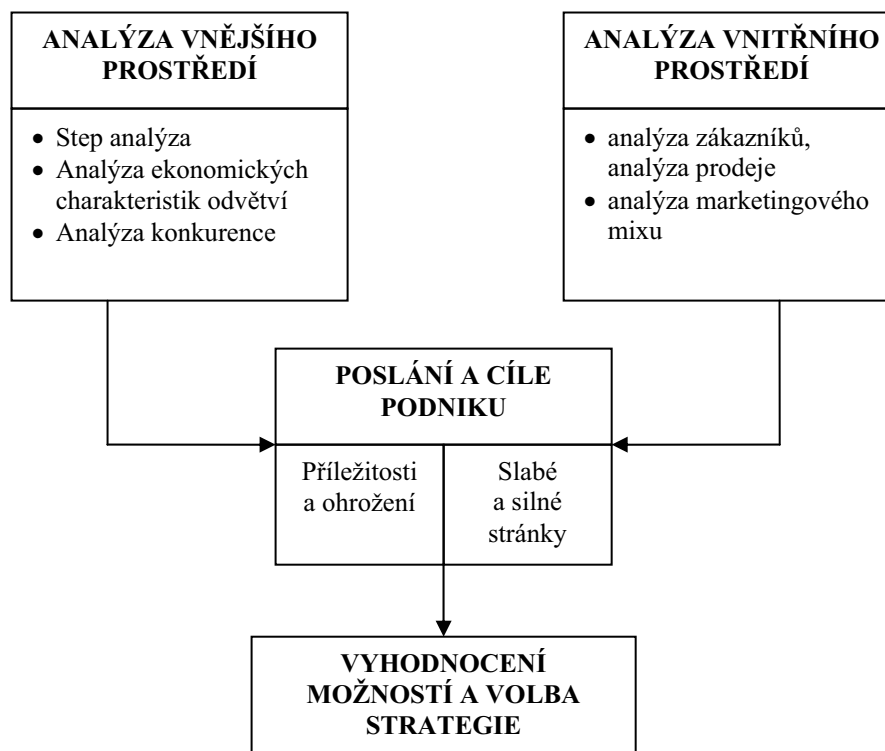 ANALÝZA VNĚJŠÍHO
PROSTŘEDÍ
• Step analýza
• Analýza ekonomických
charakteristik odvětví
• Analýza konkurence
ANALÝZA VNITŘNÍHO
PROSTŘEDÍ
• analýza zákazníků,
analýza prodeje
• analýza marketingového
mixu
POSLÁNÍ A CÍLE
PODNIKU
Příležitosti
a ohrožení
Slabé
a silné
stránky
VYHODNOCENÍ
MOŽNOSTÍ A VOLBA
STRATEGIE